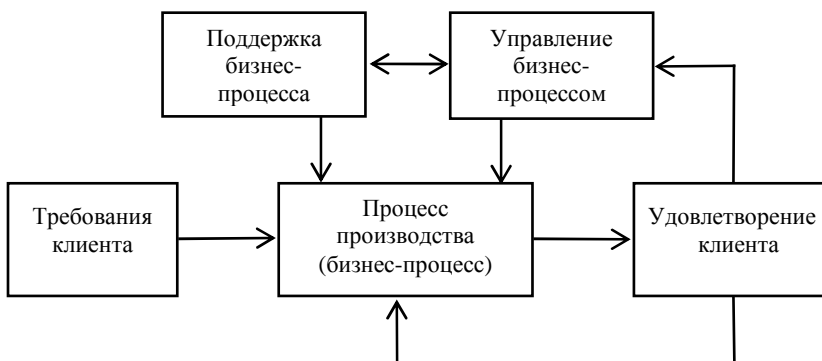 Поддержка
бизнес-
процесса
Управление
бизнес-
процессом
Требования
клиента
Процесс
производства
(бизнес-процесс)
Удовлетворение
клиента